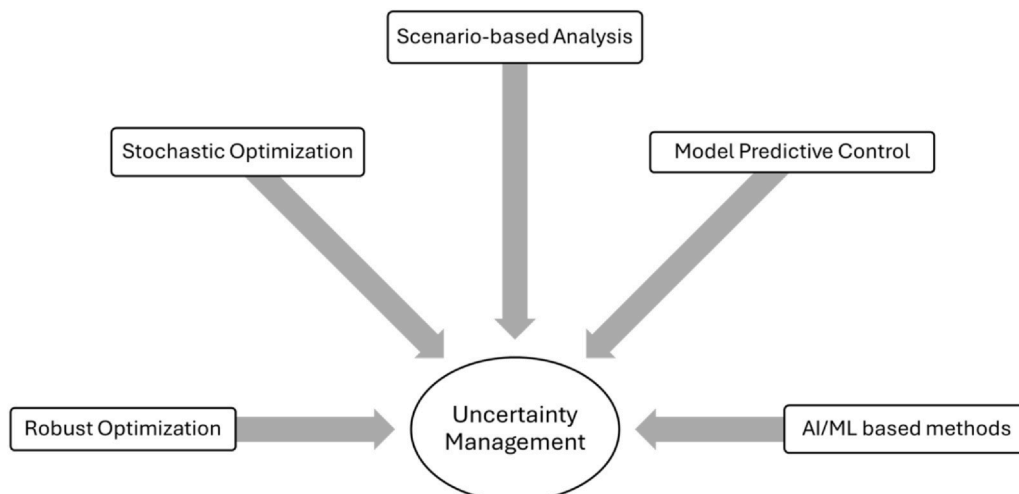 Scenario-based Analysis
Stochastic Optimization
Model Predictive Control
Robust Optimization
Uncertainty
Management
AI/ML based methods